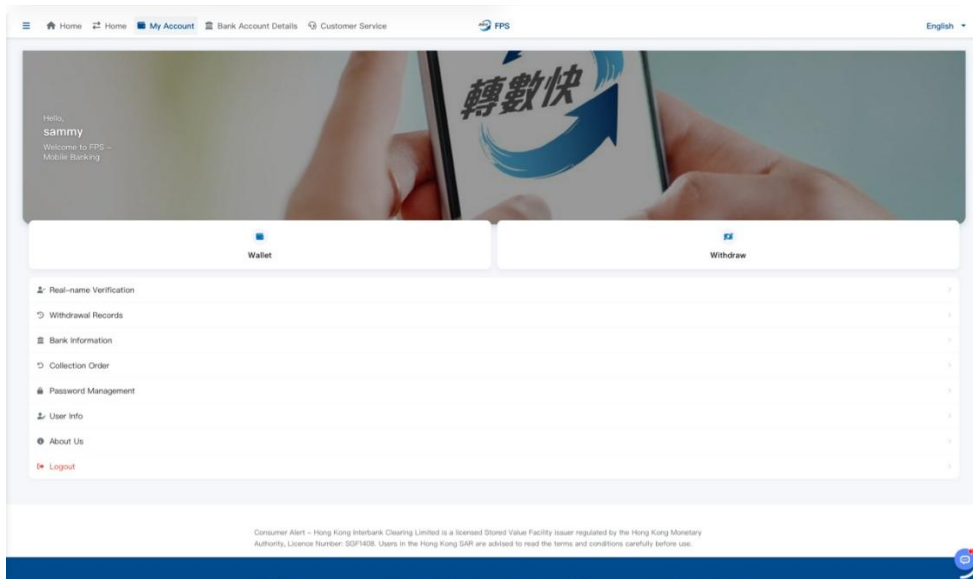 Home Home My Account Bank Account Details Customer Service FPS English
轉數快
Hello,
sammy
Welcome to FPS –
Mobile Banking
Wallet Withdraw
Real-name Verification
Withdrawal Records
Bank Information
Collection Order
Password Management
User Info
About Us
Logout
Consumer Alert – Hong Kong Interbank Clearing Limited is a licensed Stored Value Facility issuer regulated by the Hong Kong Monetary
Authority, Licence Number: SGF1408. Users in the Hong Kong SAR are advised to read the terms and conditions carefully before use.